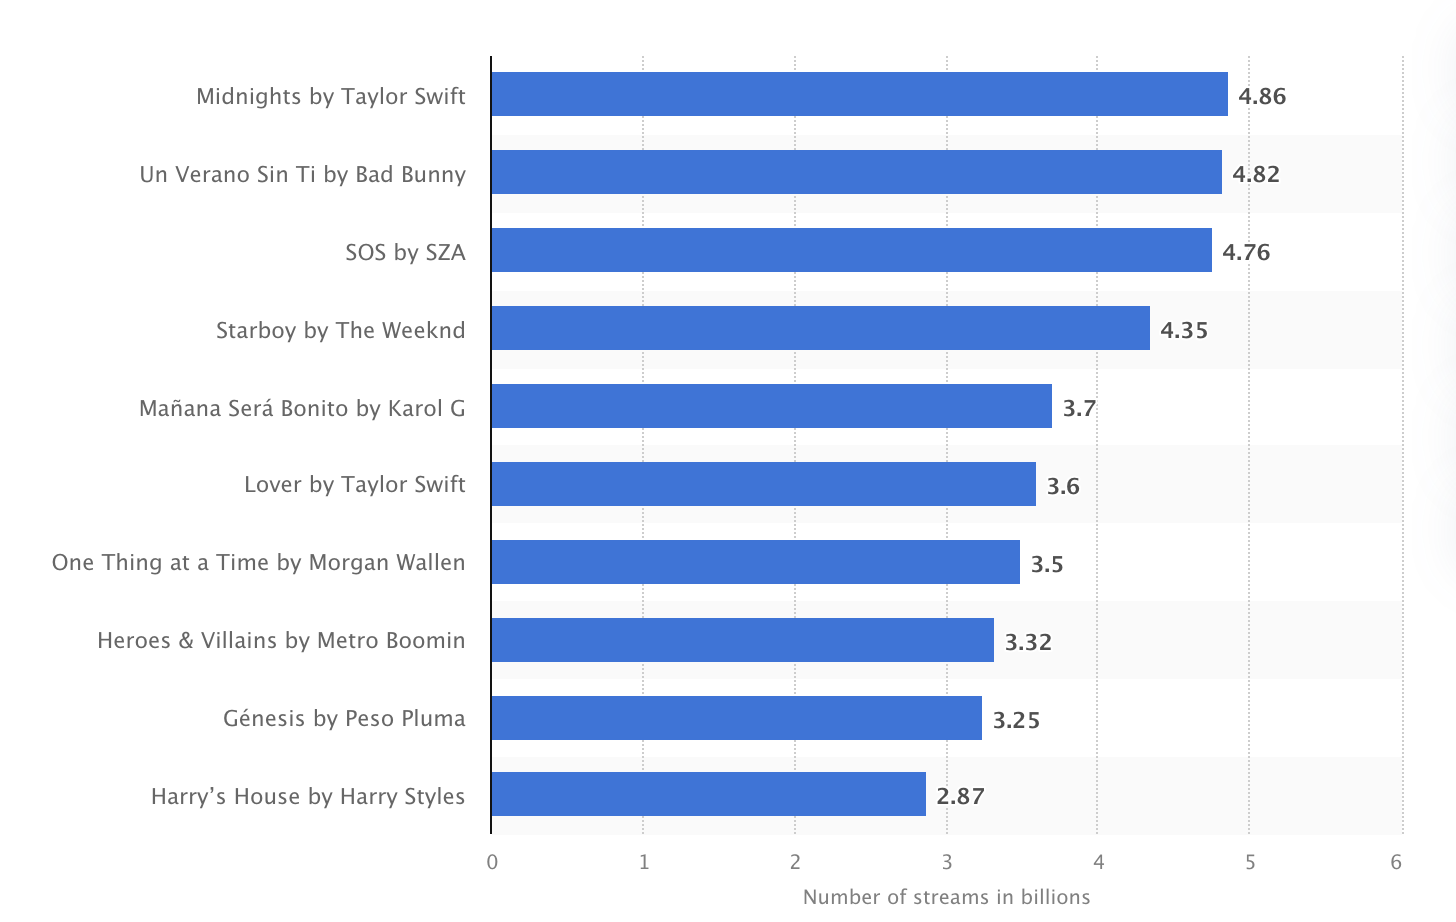 Midnights by Taylor Swift 4.86
Un Verano Sin Ti by Bad Bunny 4.82
SOS by SZA 4.76
Starboy by The Weeknd 4.35
Mañana Será Bonito by Karol G 3.7
Lover by Taylor Swift 3.6
One Thing at a Time by Morgan Wallen 3.5
Heroes & Villains by Metro Boomin 3.32
Génesis by Peso Pluma 3.25
Harry’s House by Harry Styles 2.87
0 1 2 3 4 5 6
Number of streams in billions